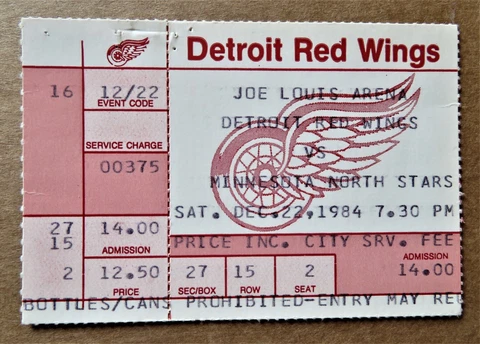 Detroit Red Wings
16 12/22 JOE LOUIS ARENA
EVENT CODE
DETROIT RED WINGS
SERVICE CHARGE
VS
00375
MINNESOTA NORTH STARS
SAT. DEC.22,1984 7.30 PM
27 14.00 PRICE INC. CITY SRV. FEE
15 ADMISSION
2 12.50 27 15 2 14.00
PRICE SEC/BOX ROW SEAT ADMISSION
BOTTLES/CANS PROHIBITED-ENTRY MAY